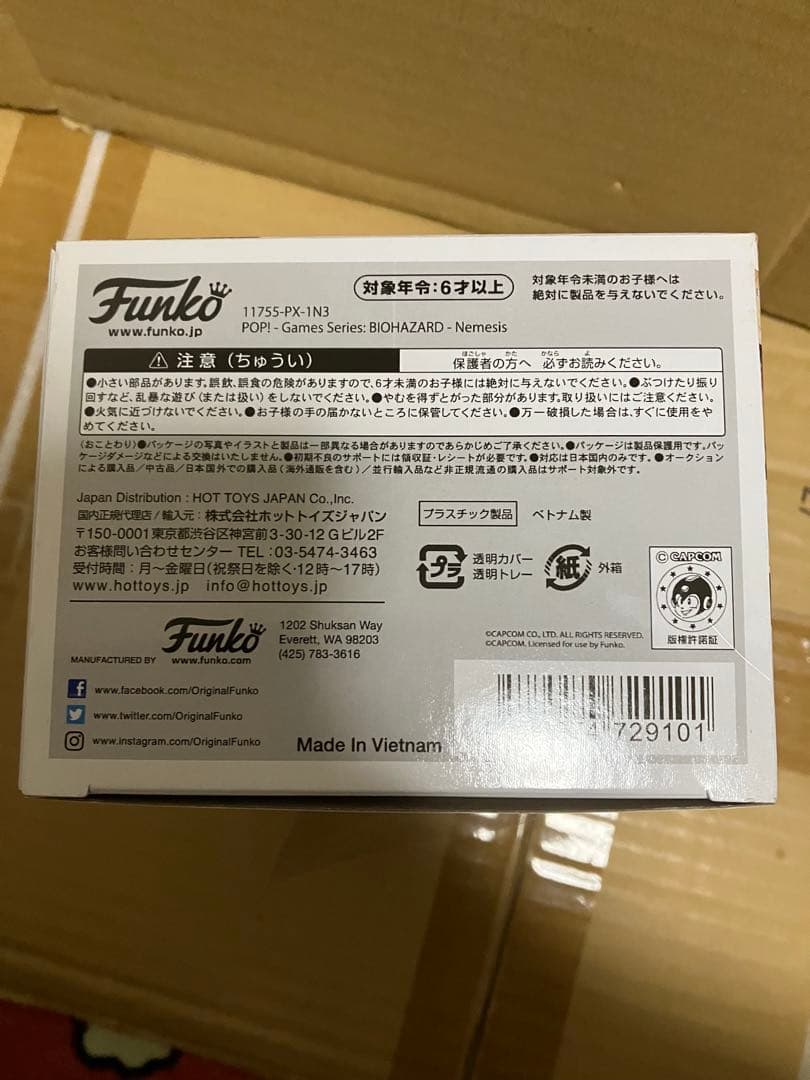 Funko
www.funko.jp
対象年令:6才以上
対象年令未満のお子様へは
絶対に製品を与えないでください。
11755-PX-1N3
POP! - Games Series: BIOHAZARD - Nemesis
⚠ 注意(ちゅうい)
保護者の方へ 必ずお読みください。
ほごしゃ かた かなら よ
●小さい部品があります。誤飲、誤食の危険がありますので、6才未満のお子様には絶対に与えないでください。●ぶつけたり振り
回すなど、乱暴な遊び(または扱い)をしないでください。●やむを得ずとがった部分があります。取り扱いにはご注意ください。
●火気に近づけないでください。●お子様の手の届かないところに保管してください。●万一破損した場合は、すぐに使用をや
めてください。
(おことわり)●パッケージの写真やイラストと製品は一部異なる場合がありますのであらかじめご了承ください。●パッケージは製品保護用です。パッ
ケージダメージなどによる交換はいたしません。●初期不良のサポートには領収証・レシートが必要です。●対応は日本国内のみです。●オークション
による購入品/中古品/日本国外での購入品(海外通販を含む)/並行輸入品など非正規流通の購入品はサポート対象外です。
Japan Distribution : HOT TOYS JAPAN Co.,Inc.
国内正規代理店/輸入元:株式会社ホットトイズジャパン
〒150-0001 東京都渋谷区神宮前3-30-12 Gビル2F
お客様問い合わせセンター TEL:03-5474-3463
受付時間:月~金曜日(祝祭日を除く・12時~17時)
www.hottoys.jp info@hottoys.jp
プラスチック製品 ベトナム製
プラ 透明カバー
透明トレー
紙 外箱
© CAPCOM
版権許諾証
MANUFACTURED BY
Funko
www.funko.com
1202 Shuksan Way
Everett, WA 98203
(425) 783-3616
©CAPCOM CO., LTD. ALL RIGHTS RESERVED.
©CAPCOM. Licensed for use by Funko.
www.facebook.com/OriginalFunko
www.twitter.com/OriginalFunko
www.instagram.com/OriginalFunko
Made In Vietnam
729101